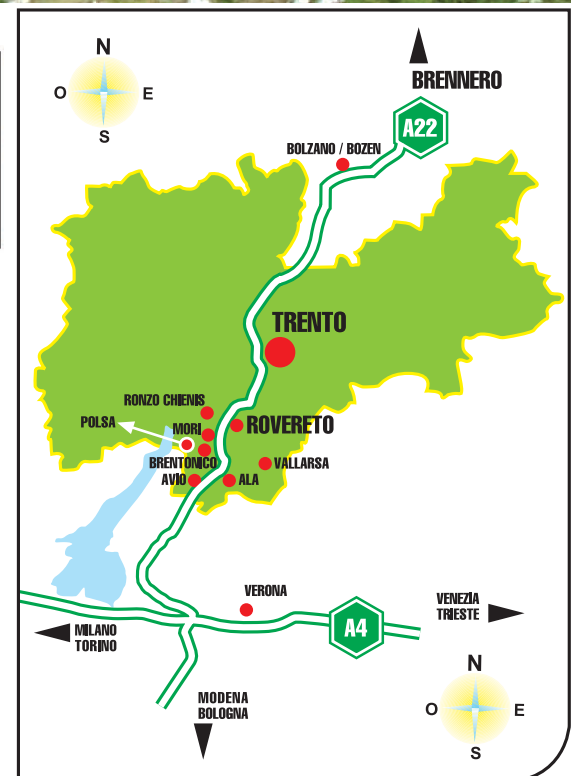 N
O
E
S
BRENNERO
A22
BOLZANO / BOZEN
TRENTO
RONZO CHIENIS
POLSA
MORI
ROVERETO
BRENTONICO
VALLARSA
AVIO
ALA
VERONA
VENEZIA
TRIESTE
A4
MILANO
TORINO
MODENA
BOLOGNA
N
O
E
S